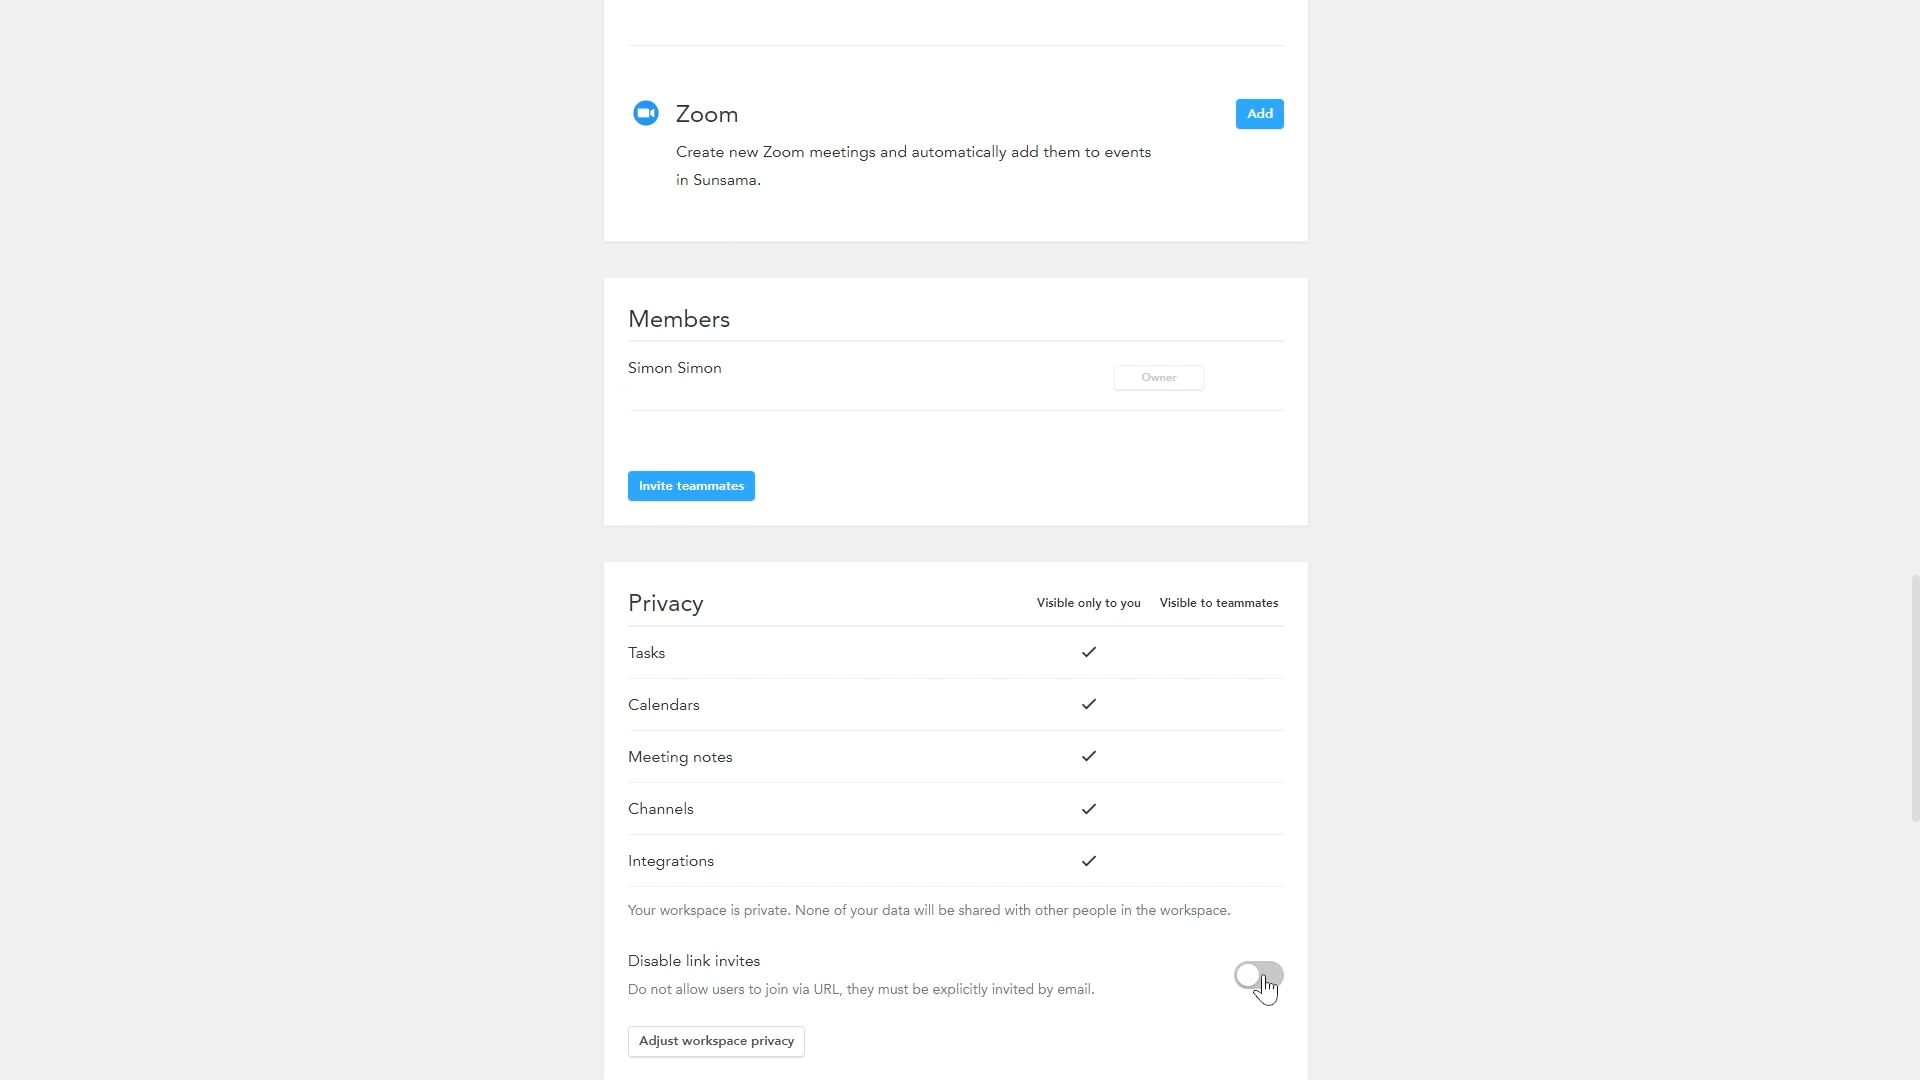 Zoom
Add
Create new Zoom meetings and automatically add them to events
in Sunsama.
Members
Simon Simon
Owner
Invite teammates
Privacy
Visible only to you
Visible to teammates
Tasks
Calendars
Meeting notes
Channels
Integrations
Your workspace is private. None of your data will be shared with other people in the workspace.
Disable link invites
Do not allow users to join via URL, they must be explicitly invited by email.
Adjust workspace privacy